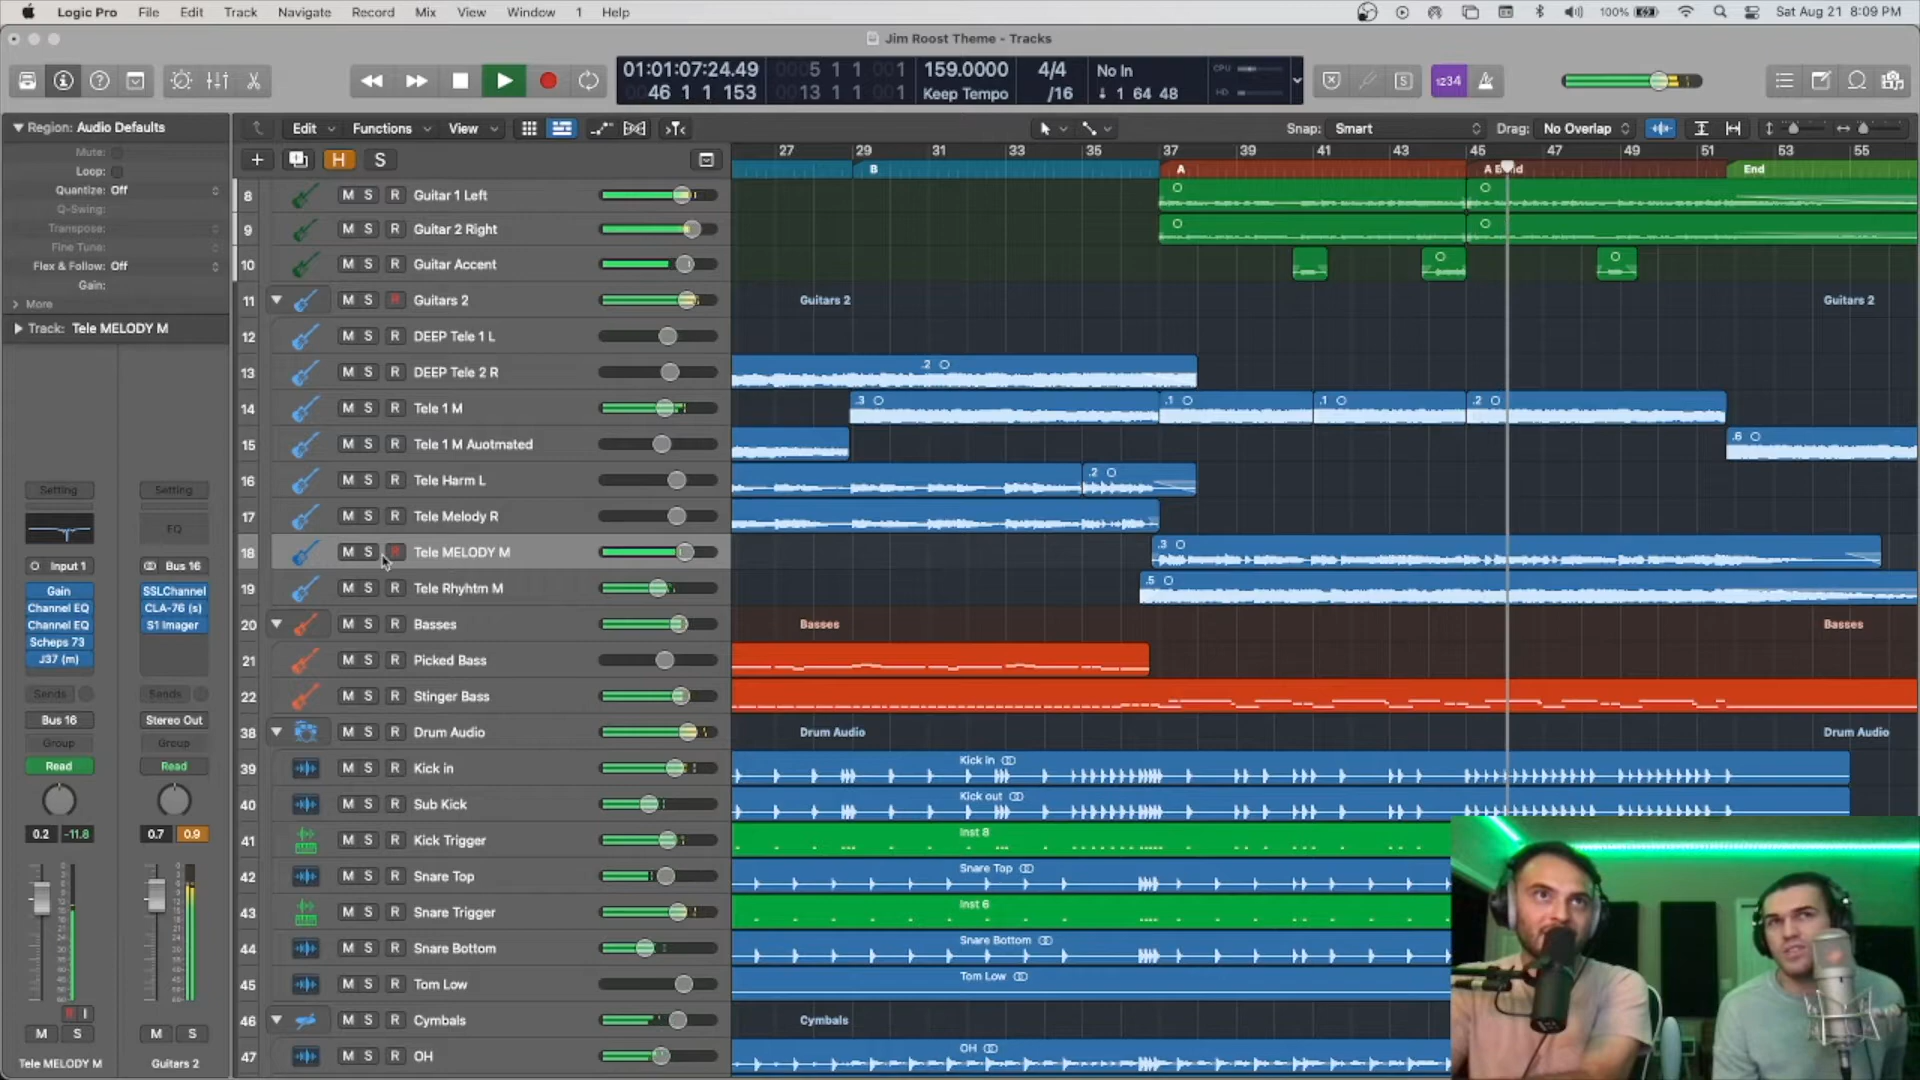 Logic Pro File Edit Track Navigate Record Mix View Window 1 Help
100% Sat Aug 21 8:09 PM
Jim Roost Theme - Tracks
01:01:07:24.49 0005 1 1 001 159.0000 4/4 No In CPU
46 1 1 153 0013 1 1 001 Keep Tempo /16 1 64 48 HD
1234
Region: Audio Defaults
Edit Functions View Snap: Smart Drag: No Overlap
Mute:
Loop:
Quantize: Off
Q-Swing:
Transpose:
Fine Tune:
Flex & Follow: Off
Gain:
More
Track: Tele MELODY M
H S
27 29 31 33 35 37 39 41 43 45 47 49 51 53 55
B A End
8 M S R Guitar 1 Left
9 M S R Guitar 2 Right
10 M S R Guitar Accent
11 M S R Guitars 2 Guitars 2 Guitars 2
12 M S R DEEP Tele 1 L
13 M S R DEEP Tele 2 R .2
14 M S R Tele 1 M .3 .1 .1 .2
15 M S R Tele 1 M Auotmated .6
16 M S R Tele Harm L .2
17 M S R Tele Melody R
18 M S R Tele MELODY M .3
19 M S R Tele Rhyhtm M .5
20 M S R Basses Basses Basses
21 M S R Picked Bass
22 M S R Stinger Bass
38 M S R Drum Audio Drum Audio Drum Audio
39 M S R Kick in Kick in
40 M S R Sub Kick Kick out
41 M S R Kick Trigger Inst 8
42 M S R Snare Top Snare Top
43 M S R Snare Trigger Inst 6
44 M S R Snare Bottom Snare Bottom
45 M S R Tom Low Tom Low
46 M S R Cymbals Cymbals
47 M S R OH OH
Setting Setting
EQ
Input 1 Bus 16
Gain SSLChannel
Channel EQ CLA-76 (s)
Channel EQ S1 Imager
Scheps 73
J37 (m)
Sends Sends
Bus 16 Stereo Out
Group Group
Read Read
0.2 -11.8 0.7 0.9
R I
M S M S
Tele MELODY M Guitars 2